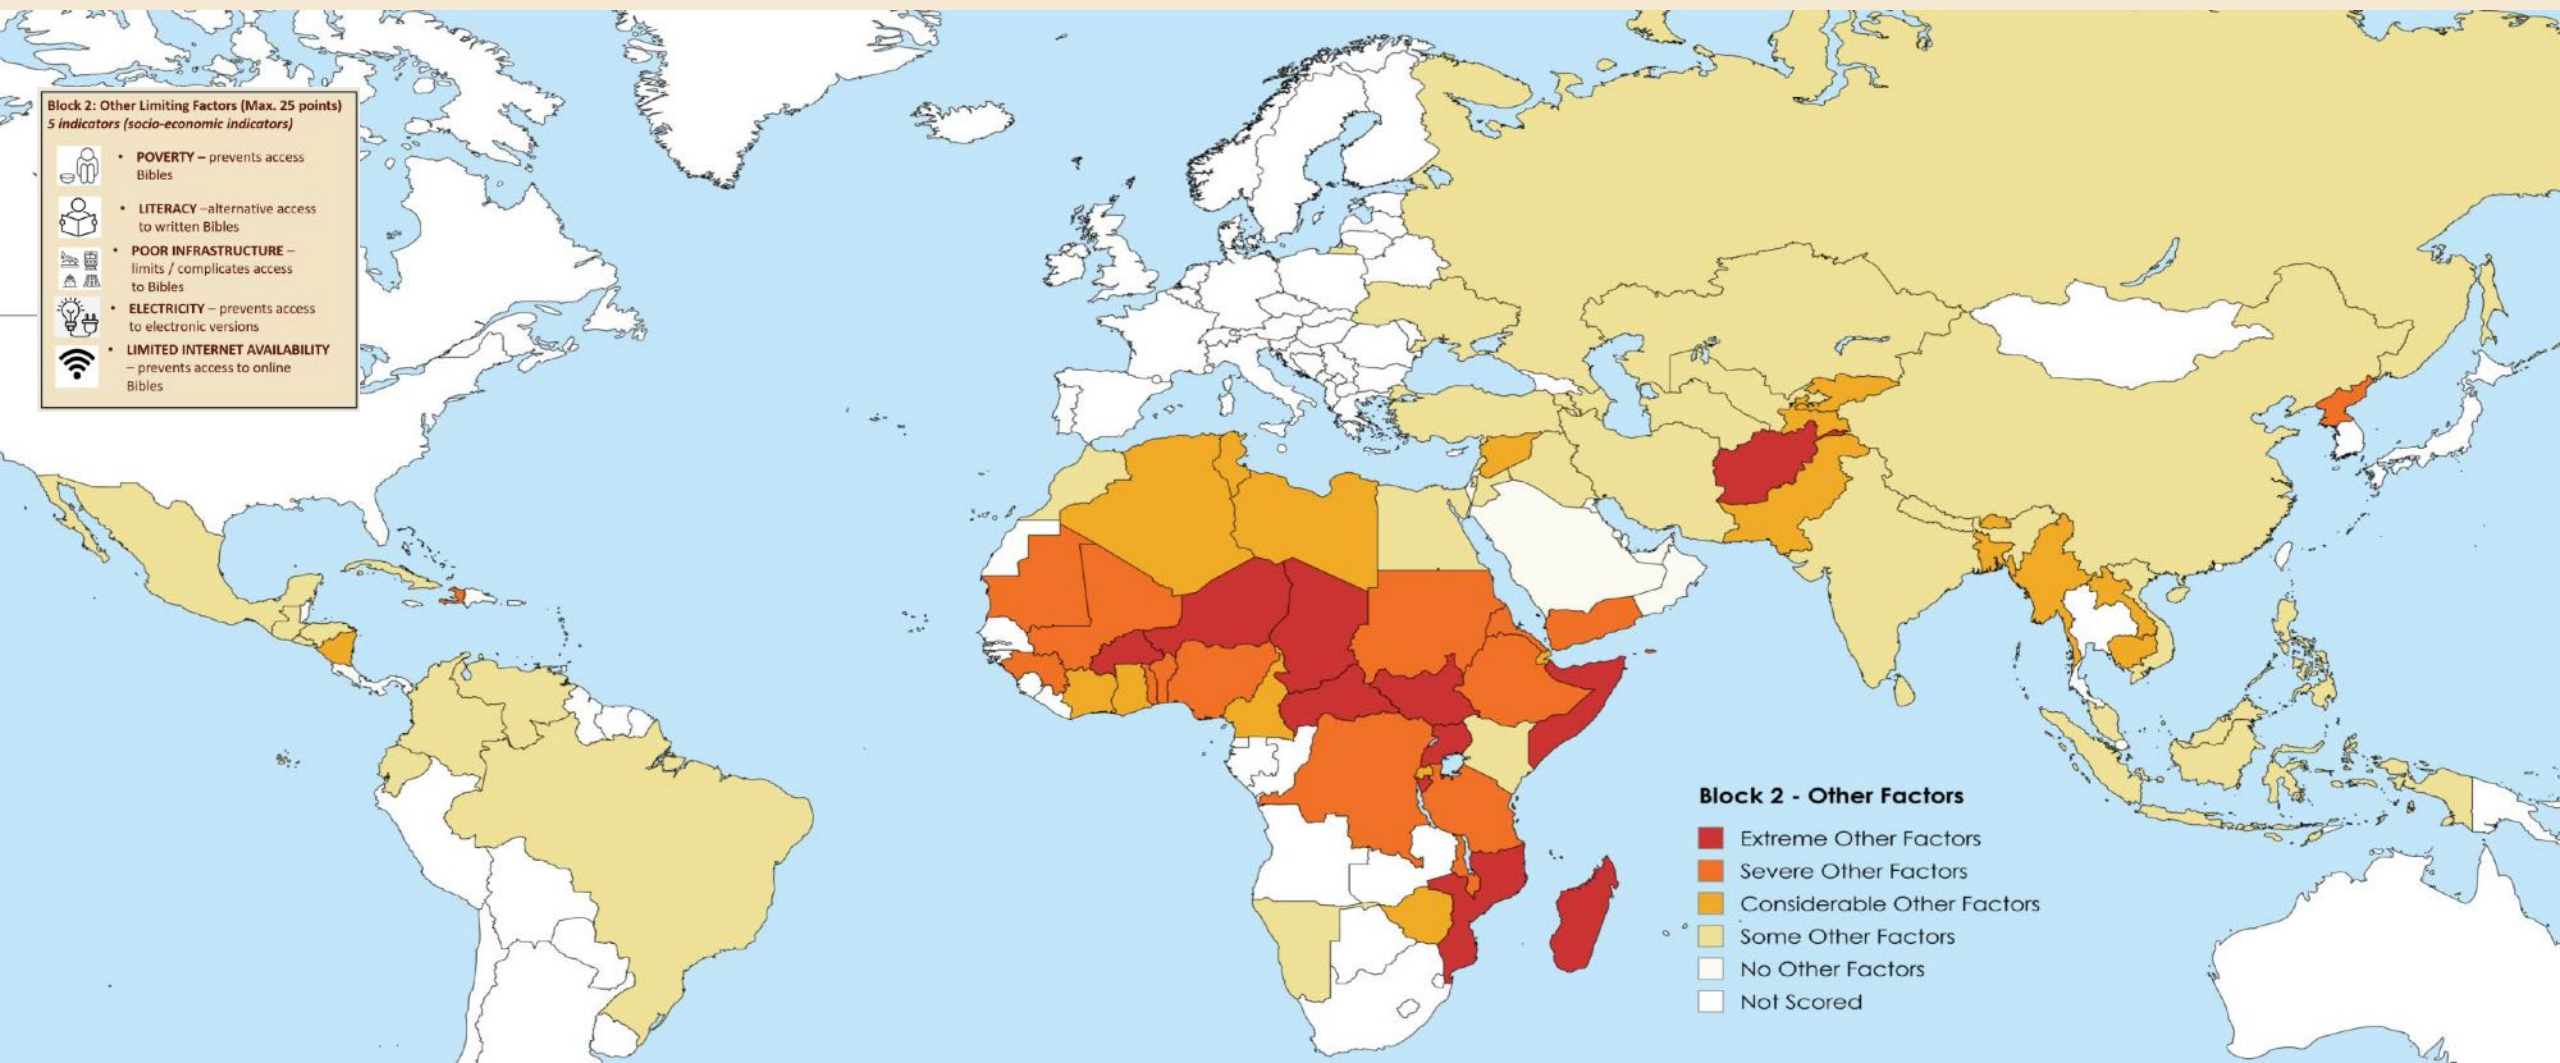 Block 2: Other Limiting Factors (Max. 25 points)
5 indicators (socio-economic indicators)
• POVERTY – prevents access
Bibles
• LITERACY –alternative access
to written Bibles
• POOR INFRASTRUCTURE –
limits / complicates access
to Bibles
• ELECTRICITY – prevents access
to electronic versions
• LIMITED INTERNET AVAILABILITY
– prevents access to online
Bibles
Block 2 - Other Factors
Extreme Other Factors
Severe Other Factors
Considerable Other Factors
Some Other Factors
No Other Factors
Not Scored